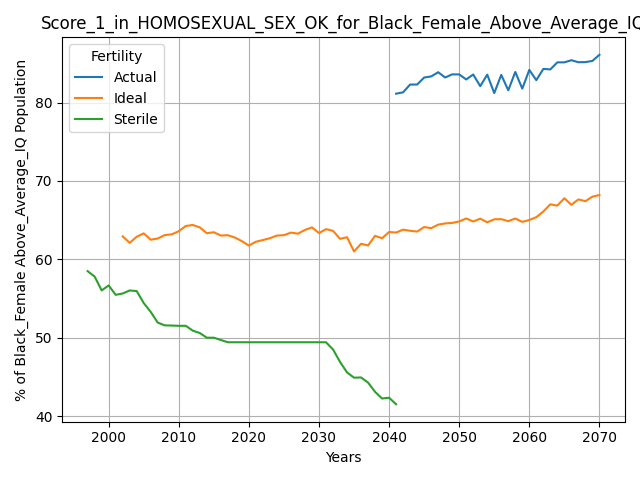 Score_1_in_HOMOSEXUAL_SEX_OK_for_Black_Female_Above_Average_IQ
Fertility
Actual
Ideal
Sterile
% of Black_Female Above_Average_IQ Population
80
70
60
50
40
2000 2010 2020 2030 2040 2050 2060 2070
Years